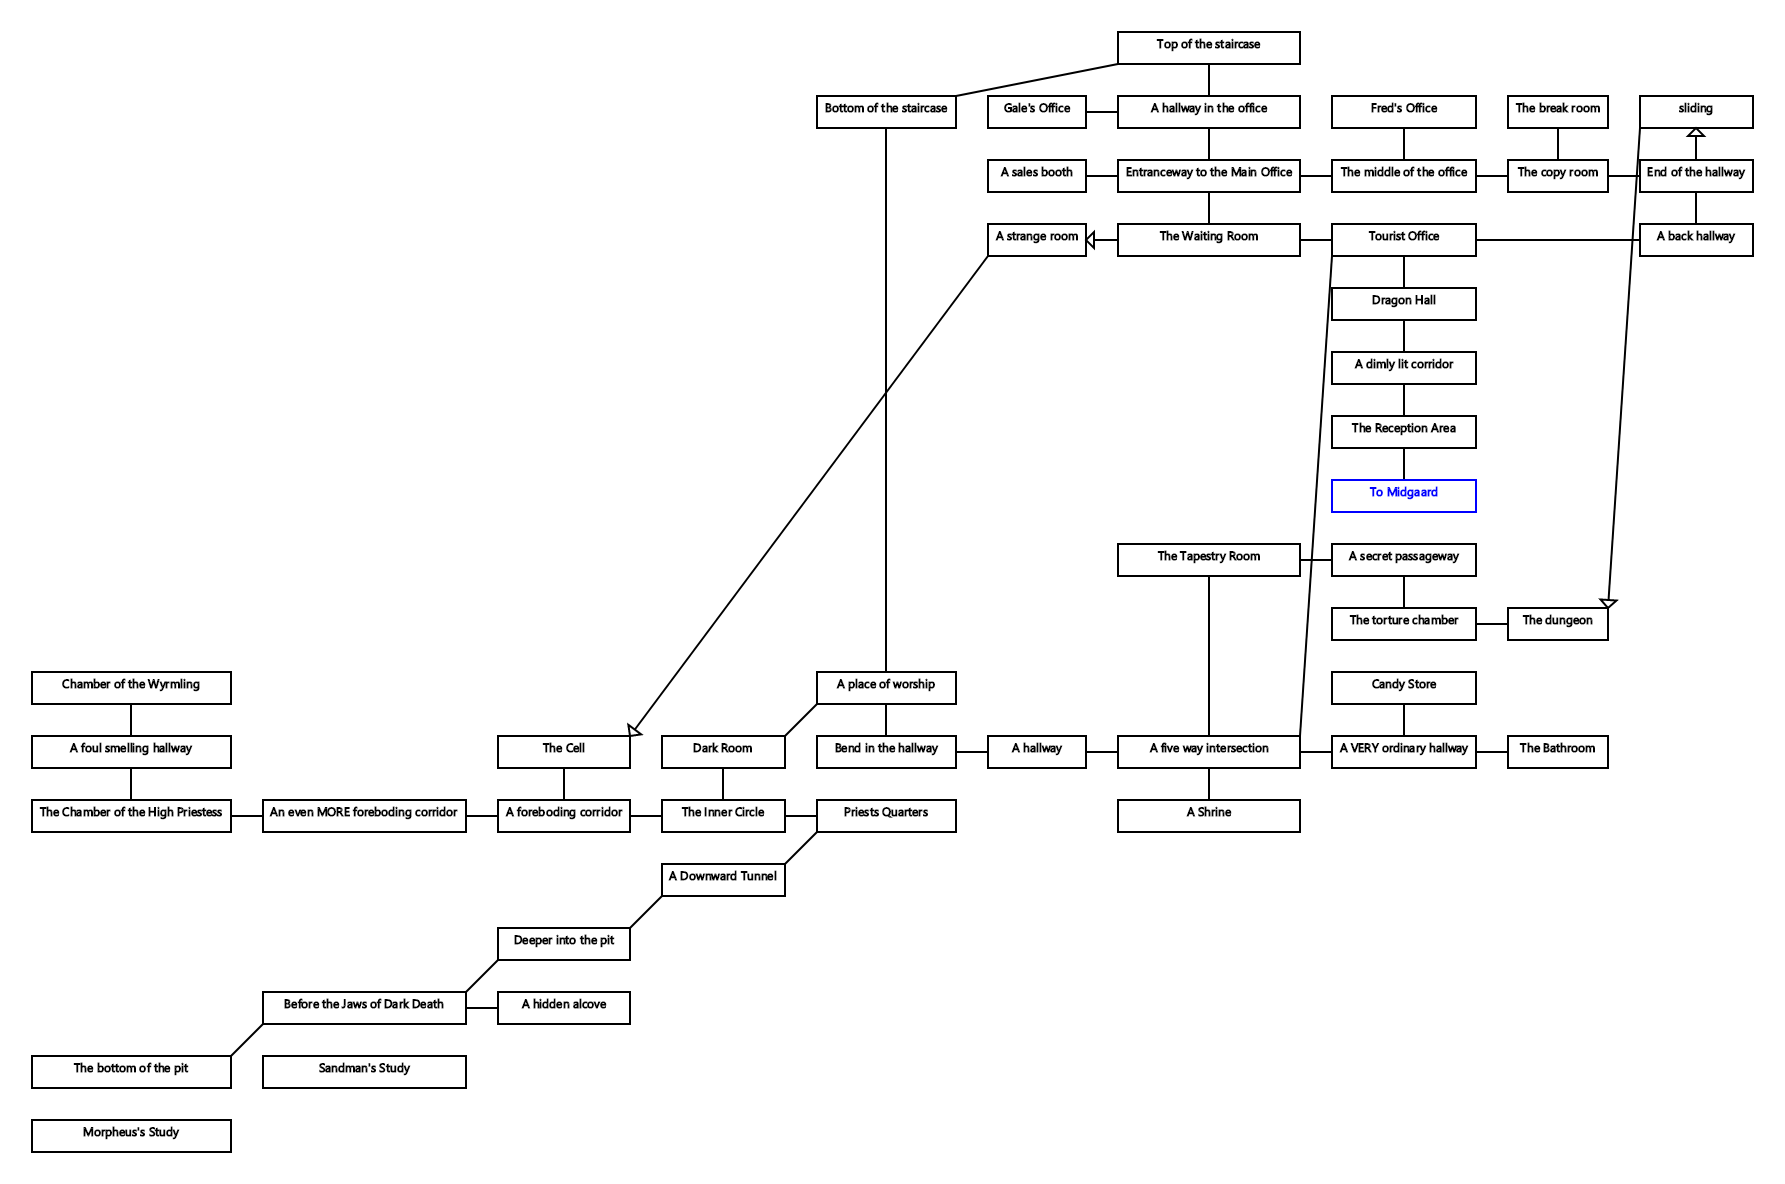 Top of the staircase
Bottom of the staircase
Gale's Office
A hallway in the office
Fred's Office
The break room
sliding
A sales booth
Entranceway to the Main Office
The middle of the office
The copy room
End of the hallway
A strange room
The Waiting Room
Tourist Office
A back hallway
Dragon Hall
A dimly lit corridor
The Reception Area
To Midgaard
The Tapestry Room
A secret passageway
The torture chamber
The dungeon
Chamber of the Wyrmling
A place of worship
Candy Store
A foul smelling hallway
The Cell
Dark Room
Bend in the hallway
A hallway
A five way intersection
A VERY ordinary hallway
The Bathroom
The Chamber of the High Priestess
An even MORE foreboding corridor
A foreboding corridor
The Inner Circle
Priests Quarters
A Shrine
A Downward Tunnel
Deeper into the pit
Before the Jaws of Dark Death
A hidden alcove
The bottom of the pit
Sandman's Study
Morpheus's Study